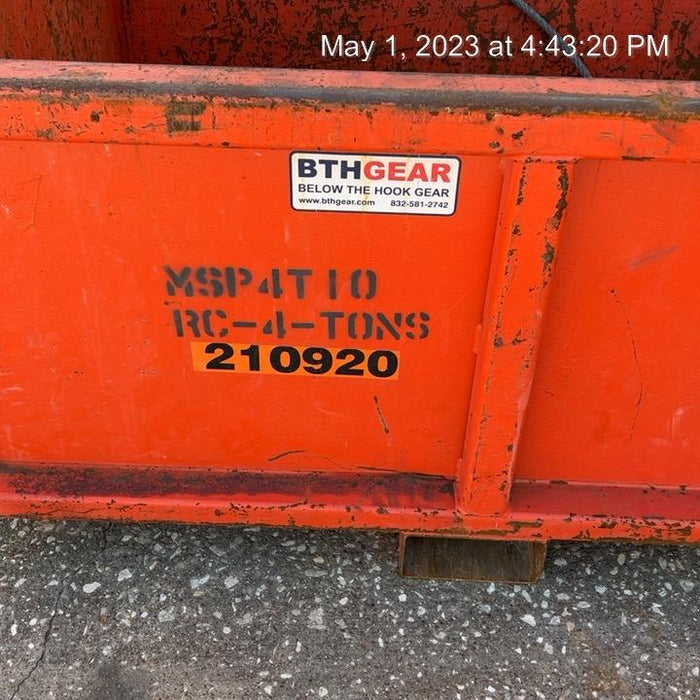 May 1, 2023 at 4:43:20 PM
BTHGEAR
BELOW THE HOOK GEAR
www.bthgear.com 832-581-2742
MSP4T10
RC-4-TONS
210920